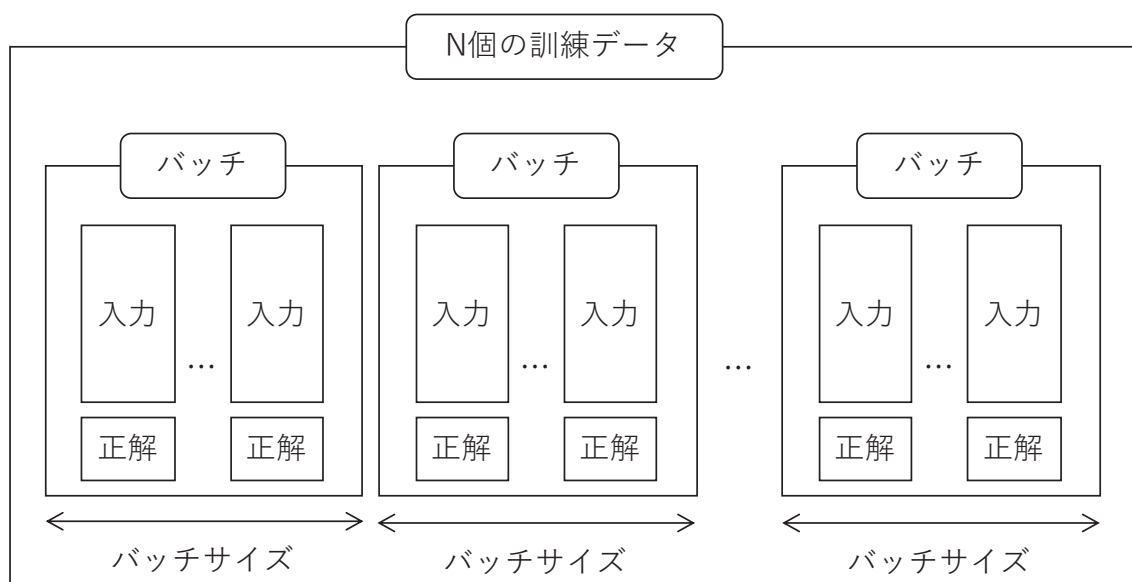 N個の訓練データ
バッチ バッチ バッチ
入力 入力 入力 入力 入力 入力
... ... ... ...
正解 正解 正解 正解 正解 正解
バッチサイズ バッチサイズ バッチサイズ